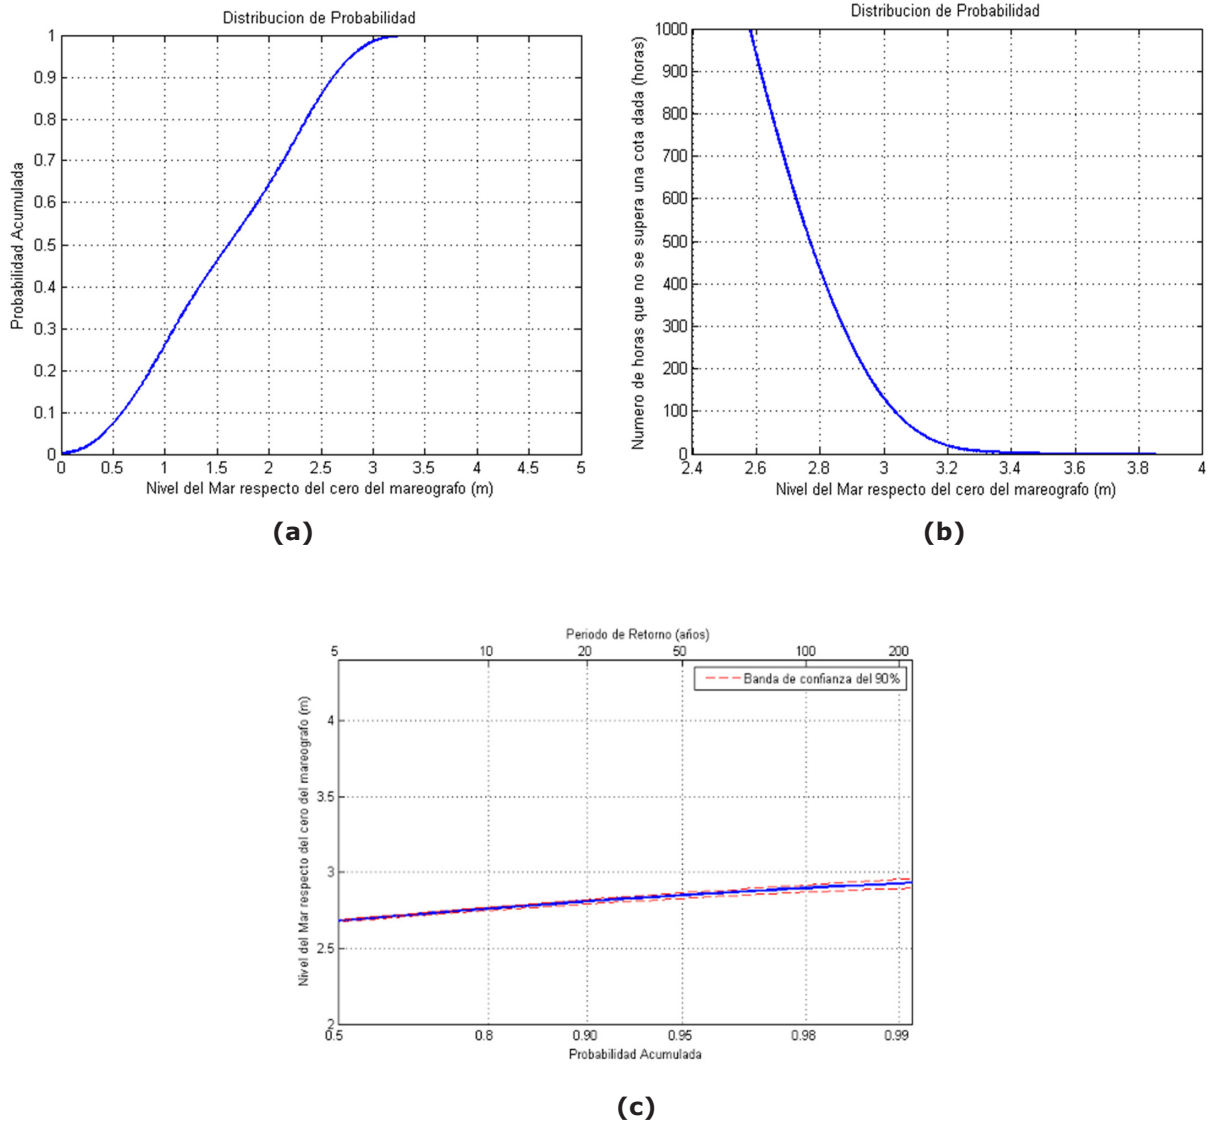 Distribucion de Probabilidad
Probabilidad Acumulada
1
0.9
0.8
0.7
0.6
0.5
0.4
0.3
0.2
0.1
0
0 0.5 1 1.5 2 2.5 3 3.5 4 4.5 5
Nivel del Mar respecto del cero del mareografo (m)
(a)
Distribucion de Probabilidad
Numero de horas que no se supera una cota dada (horas)
1000
900
800
700
600
500
400
300
200
100
0
2.4 2.6 2.8 3 3.2 3.4 3.6 3.8 4
Nivel del Mar respecto del cero del mareografo (m)
(b)
Periodo de Retorno (años)
5 10 20 50 100 200
Banda de confianza del 90%
Nivel del Mar respecto del cero del mareografo (m)
4
3.5
3
2.5
2
0.5 0.8 0.90 0.95 0.98 0.99
Probabilidad Acumulada
(c)